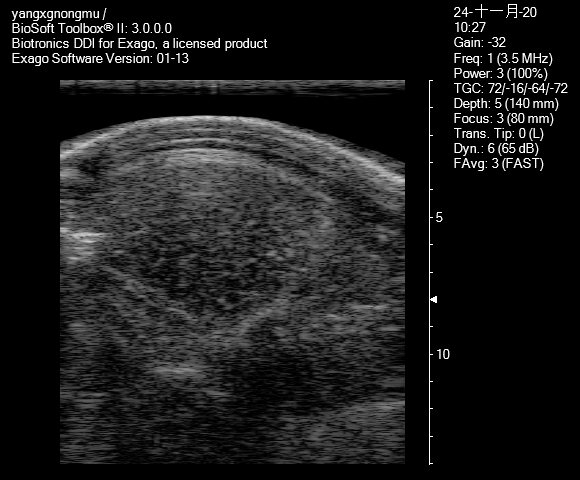 yangxgnongmu /
BioSoft Toolbox® II: 3.0.0.0
Biotronics DDI for Exago, a licensed product
Exago Software Version: 01-13
24-十一月-20
10:27
Gain: -32
Freq: 1 (3.5 MHz)
Power: 3 (100%)
TGC: 72/-16/-64/-72
Depth: 5 (140 mm)
Focus: 3 (80 mm)
Trans. Tip: 0 (L)
Dyn.: 6 (65 dB)
FAvg: 3 (FAST)
5
10